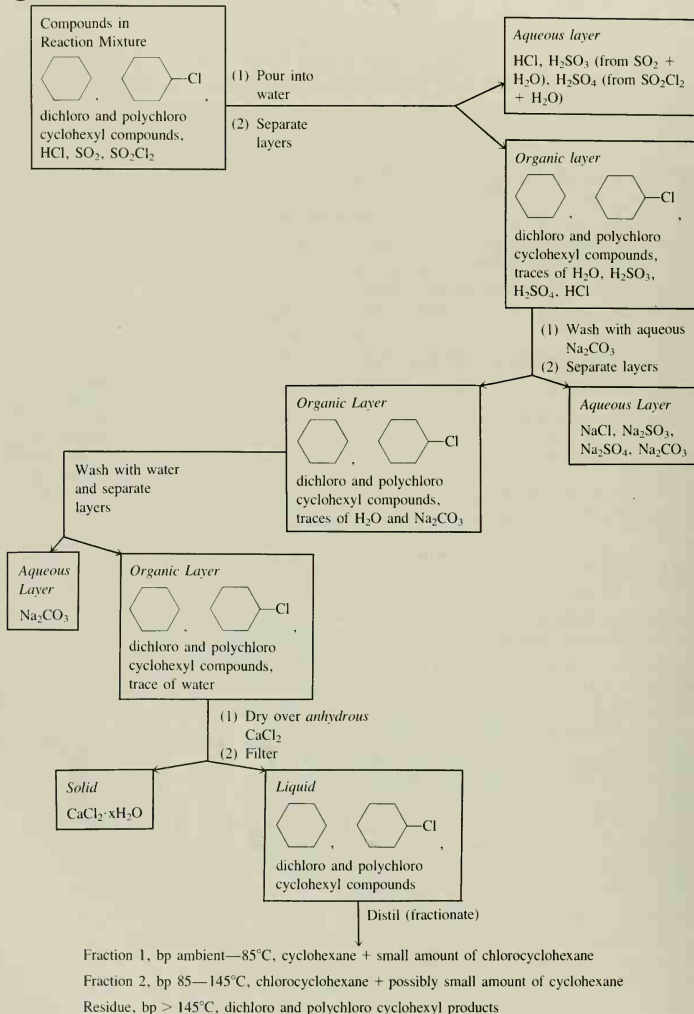 Compounds in
Reaction Mixture
, —Cl
dichloro and polychloro
cyclohexyl compounds,
HCl, SO₂, SO₂Cl₂
(1) Pour into
water
(2) Separate
layers
Aqueous layer
HCl, H₂SO₃ (from SO₂ +
H₂O), H₂SO₄ (from SO₂Cl₂
+ H₂O)
Organic layer
, —Cl ,
dichloro and polychloro
cyclohexyl compounds,
traces of H₂O, H₂SO₃,
H₂SO₄, HCl
(1) Wash with aqueous
Na₂CO₃
(2) Separate layers
Organic Layer
, —Cl
dichloro and polychloro
cyclohexyl compounds,
traces of H₂O and Na₂CO₃
Aqueous Layer
NaCl, Na₂SO₃,
Na₂SO₄, Na₂CO₃
Wash with water
and separate
layers
Aqueous
Layer
Na₂CO₃
Organic Layer
, —Cl ,
dichloro and polychloro
cyclohexyl compounds,
trace of water
(1) Dry over anhydrous
CaCl₂
(2) Filter
Solid
CaCl₂·xH₂O
Liquid
, —Cl ,
dichloro and polychloro
cyclohexyl compounds
Distil (fractionate)
Fraction 1, bp ambient—85°C, cyclohexane + small amount of chlorocyclohexane
Fraction 2, bp 85—145°C, chlorocyclohexane + possibly small amount of cyclohexane
Residue, bp > 145°C, dichloro and polychloro cyclohexyl products